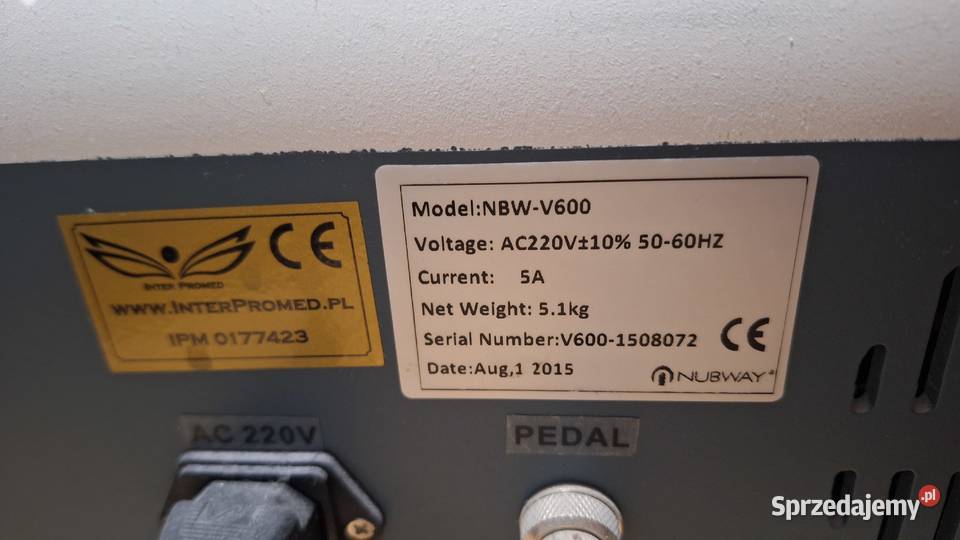 INTER PROMED
WWW.INTERPROMED.PL
IPM 0177423
CE
Model:NBW-V600
Voltage: AC220V±10% 50-60HZ
Current: 5A
Net Weight: 5.1kg
Serial Number:V600-1508072
Date:Aug,1 2015
CE
NUBWAY
AC 220V
PEDAL
Sprzedajemy.pl